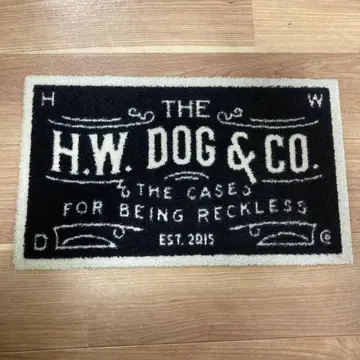 H W
THE
H.W. DOG & CO.
& THE CASES
FOR BEING RECKLESS
D EST. 2015 @